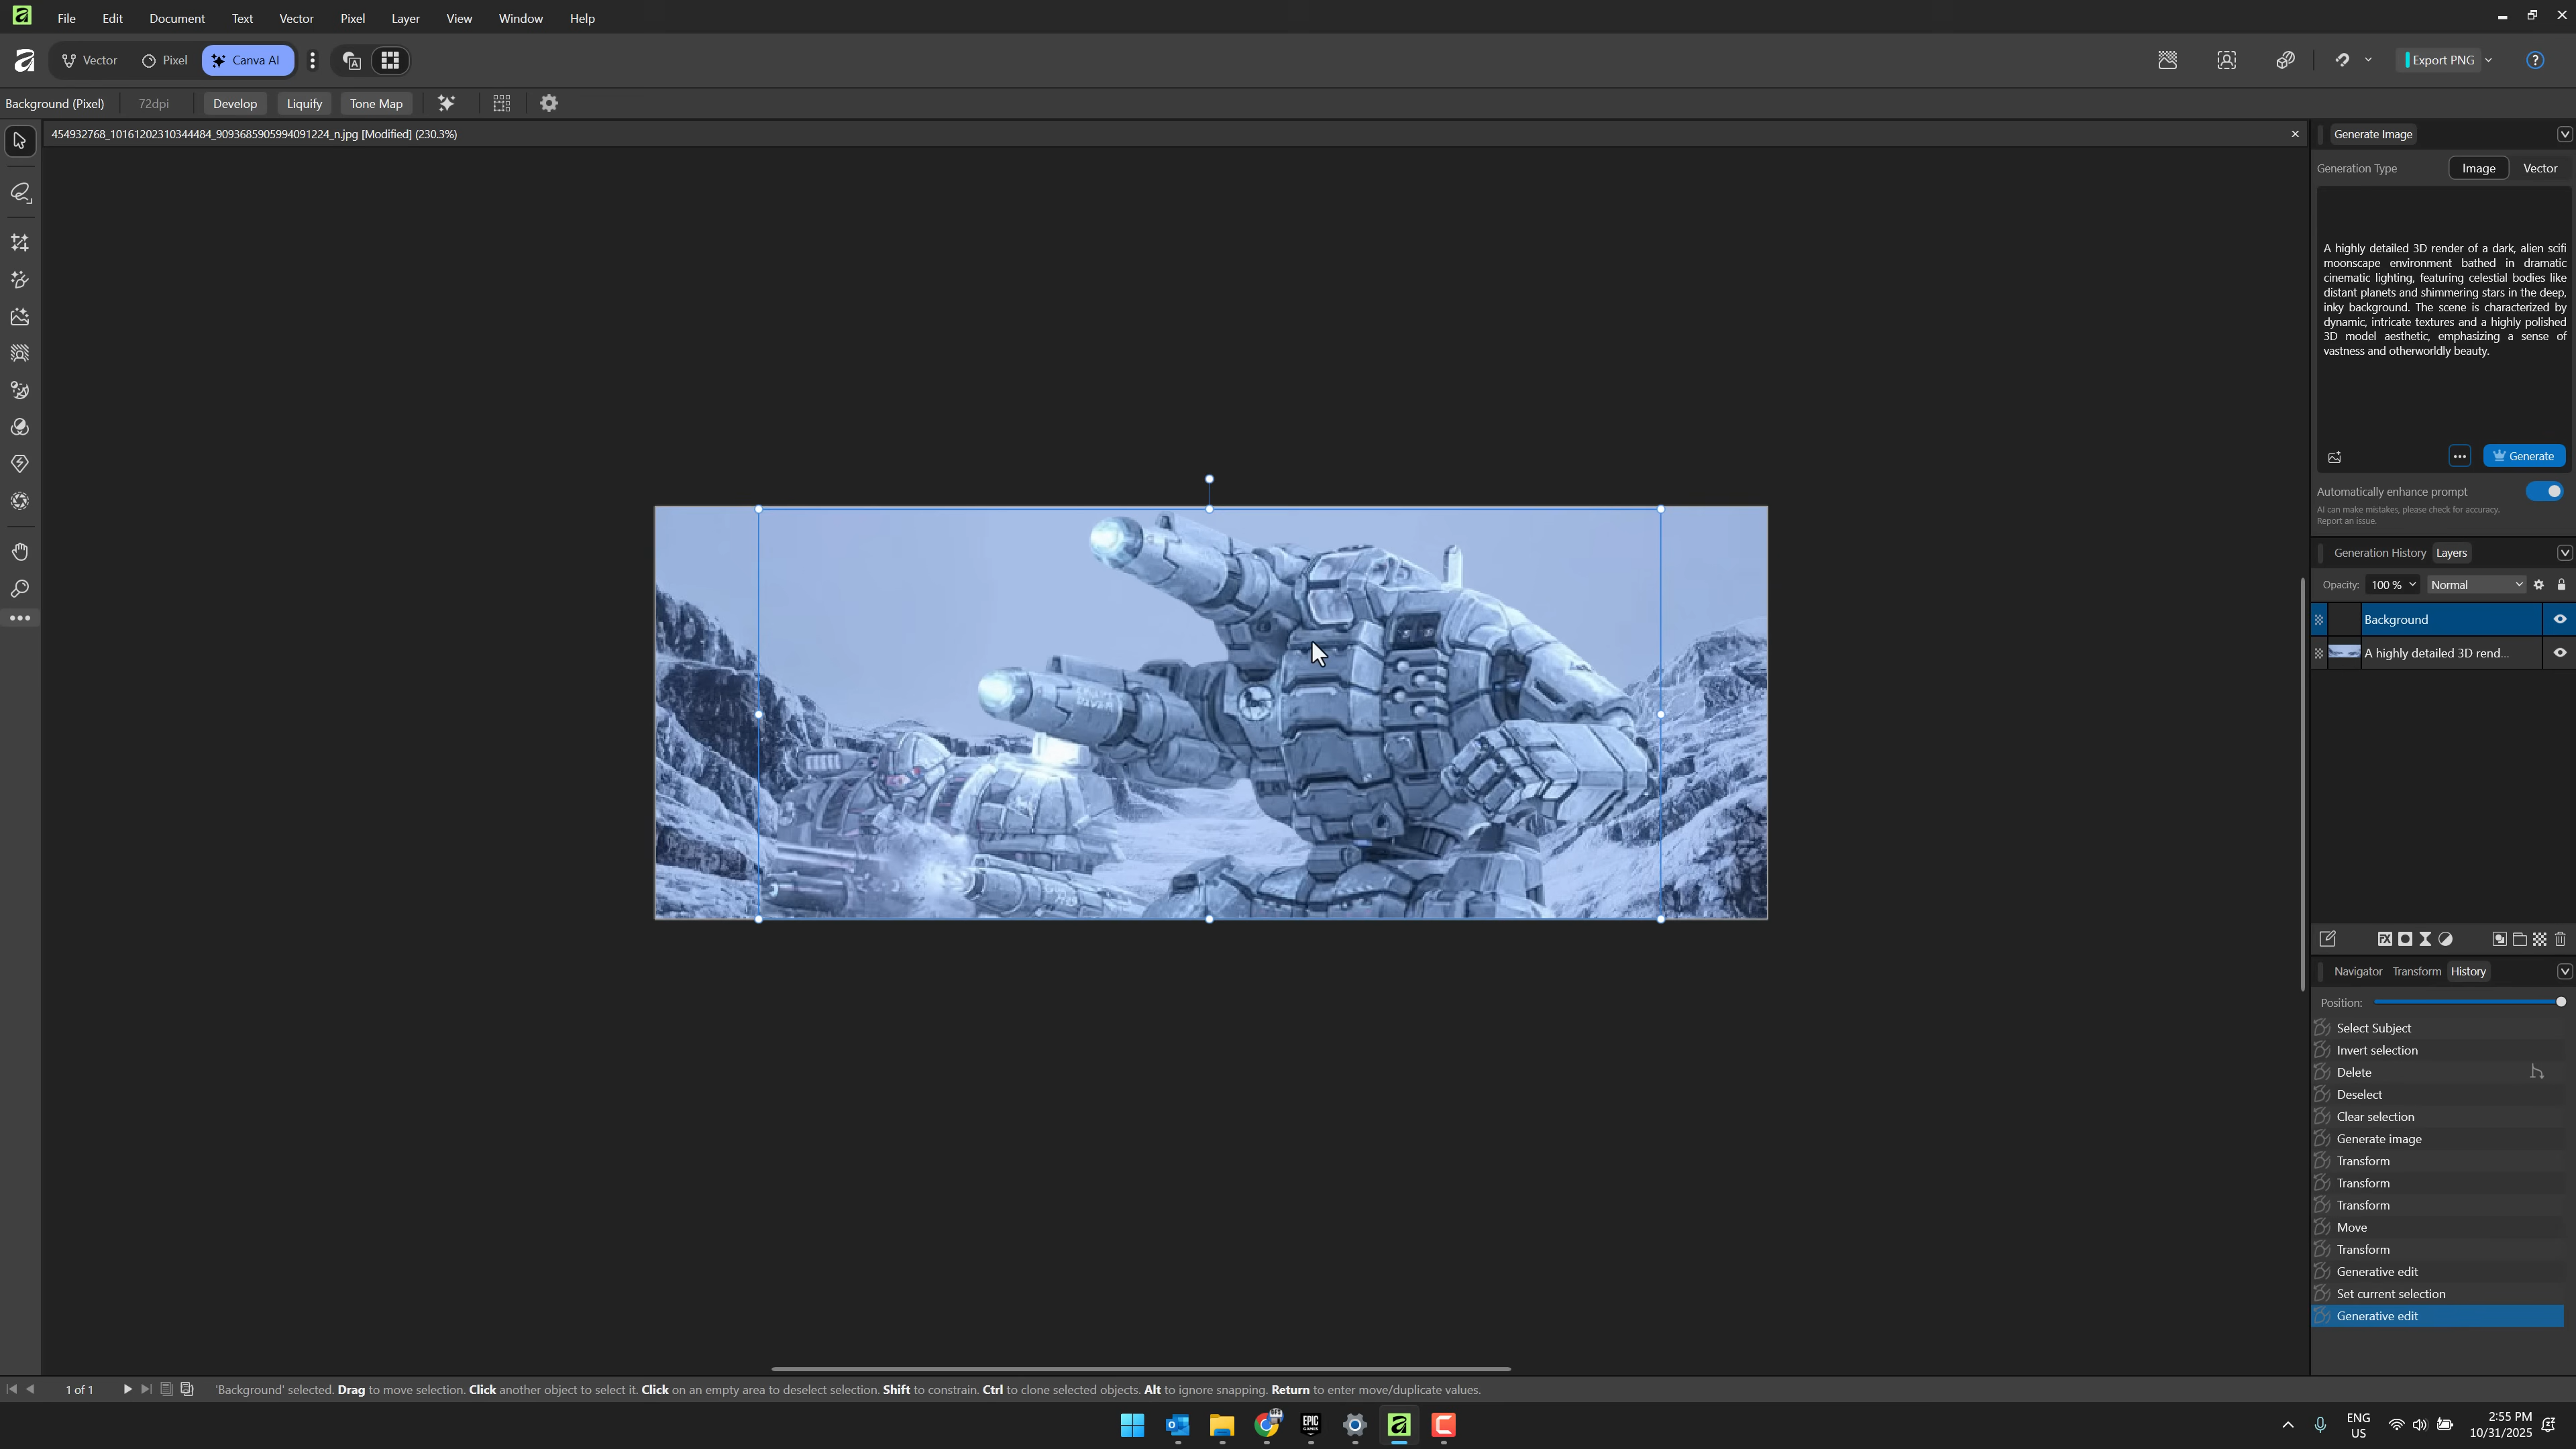 File Edit Document Text Vector Pixel Layer View Window Help
Vector Pixel Canva AI Export PNG
Background (Pixel) 72dpi Develop Liquify Tone Map
454932768_10161202310344484_9093685905994091224_n.jpg [Modified] (230.3%)
Generate Image
Generation Type Image Vector
A highly detailed 3D render of a dark, alien scifi
moonscape environment bathed in dramatic
cinematic lighting, featuring celestial bodies like
distant planets and shimmering stars in the deep,
inky background. The scene is characterized by
dynamic, intricate textures and a highly polished
3D model aesthetic, emphasizing a sense of
vastness and otherworldly beauty.
Generate
Automatically enhance prompt
AI can make mistakes, please check for accuracy.
Report an issue.
Generation History Layers
Opacity: 100 % Normal
Background
A highly detailed 3D rend...
Navigator Transform History
Position:
Select Subject
Invert selection
Delete
Deselect
Clear selection
Generate image
Transform
Transform
Transform
Move
Transform
Generative edit
Set current selection
Generative edit
1 of 1 'Background' selected. Drag to move selection. Click another object to select it. Click on an empty area to deselect selection. Shift to constrain. Ctrl to clone selected objects. Alt to ignore snapping. Return to enter move/duplicate values.
EPIC
GAMES
ENG
US
2:55 PM
10/31/2025